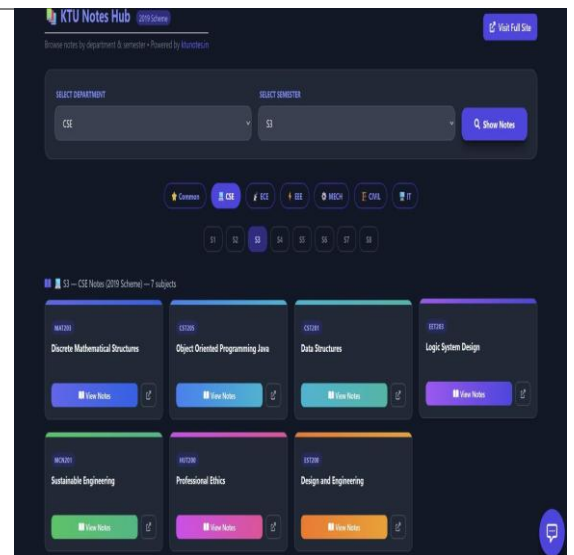 KTU Notes Hub 2019 Scheme
Visit Full Site
Browse notes by department & semester • Powered by ktunotes.in
SELECT DEPARTMENT SELECT SEMESTER
CSE S3 Show Notes
Common CSE ECE EEE MECH CIVIL IT
S1 S2 S3 S4 S5 S6 S7 S8
S3 — CSE Notes (2019 Scheme) — 7 subjects
MAT203 CST205 CST201 EET203
Discrete Mathematical Structures Object Oriented Programming Java Data Structures Logic System Design
View Notes View Notes View Notes View Notes
MCN201 HUT200 EST200
Sustainable Engineering Professional Ethics Design and Engineering
View Notes View Notes View Notes